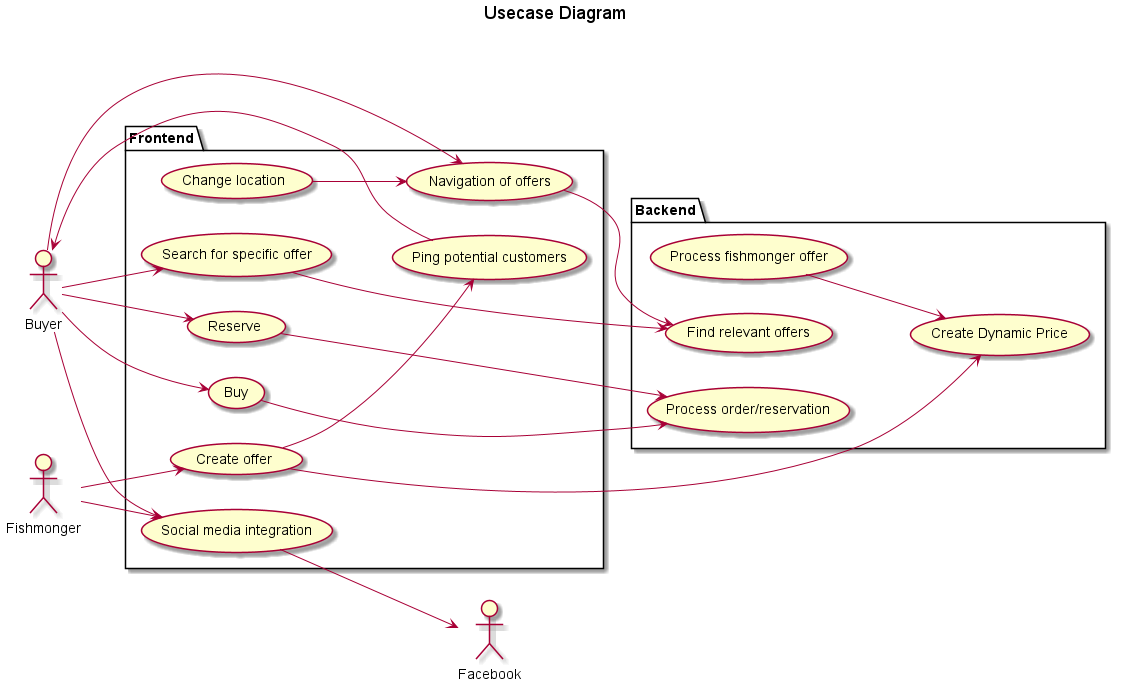 Usecase Diagram
Frontend
Change location
Navigation of offers
Search for specific offer
Ping potential customers
Reserve
Buy
Create offer
Social media integration
Backend
Process fishmonger offer
Find relevant offers
Create Dynamic Price
Process order/reservation
Buyer
Fishmonger
Facebook